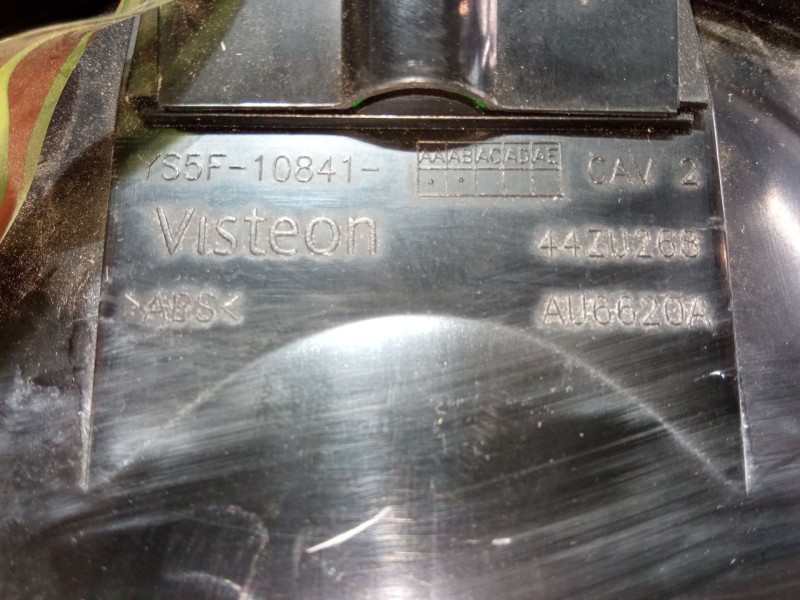 YS5F-10841- AA AB AC AD AE CAV 2
Visteon 44ZU268
>ABS< AU6620A